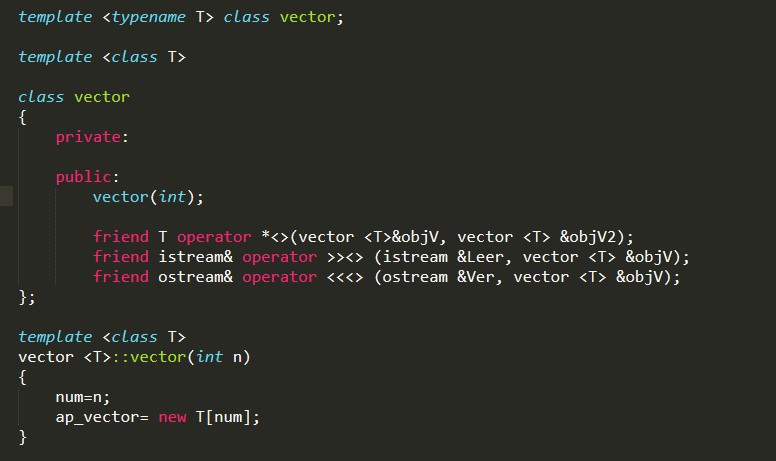 template <typename T> class vector;
template <class T>
class vector
{
private:
public:
vector(int);
friend T operator *<>(vector <T>&objV, vector <T> &objV2);
friend istream& operator >><> (istream &Leer, vector <T> &objV);
friend ostream& operator <<<> (ostream &Ver, vector <T> &objV);
};
template <class T>
vector <T>::vector(int n)
{
num=n;
ap_vector= new T[num];
}